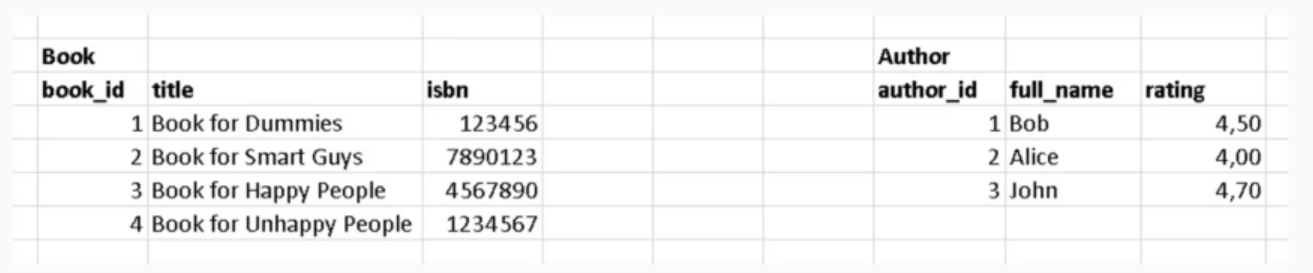 Book Author
book_id title isbn author_id full_name rating
1 Book for Dummies 123456 1 Bob 4,50
2 Book for Smart Guys 7890123 2 Alice 4,00
3 Book for Happy People 4567890 3 John 4,70
4 Book for Unhappy People 1234567